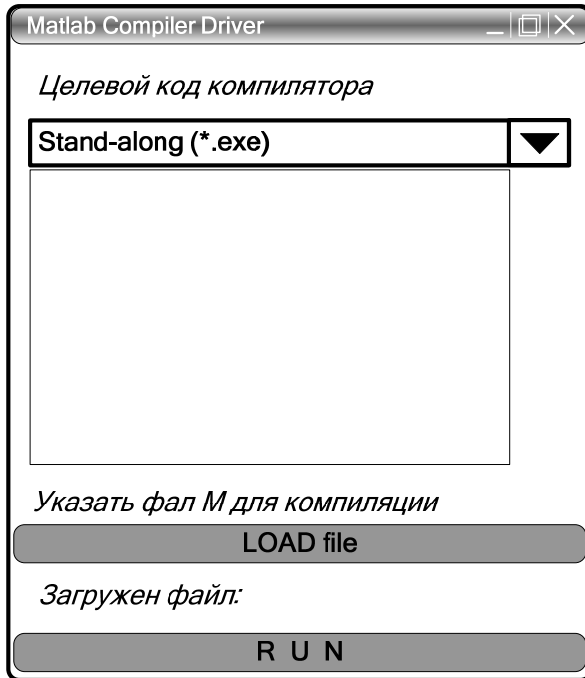 Matlab Compiler Driver
Целевой код компилятора
Stand-along (*.exe)
Указать фал М для компиляции
LOAD file
Загружен файл:
R U N